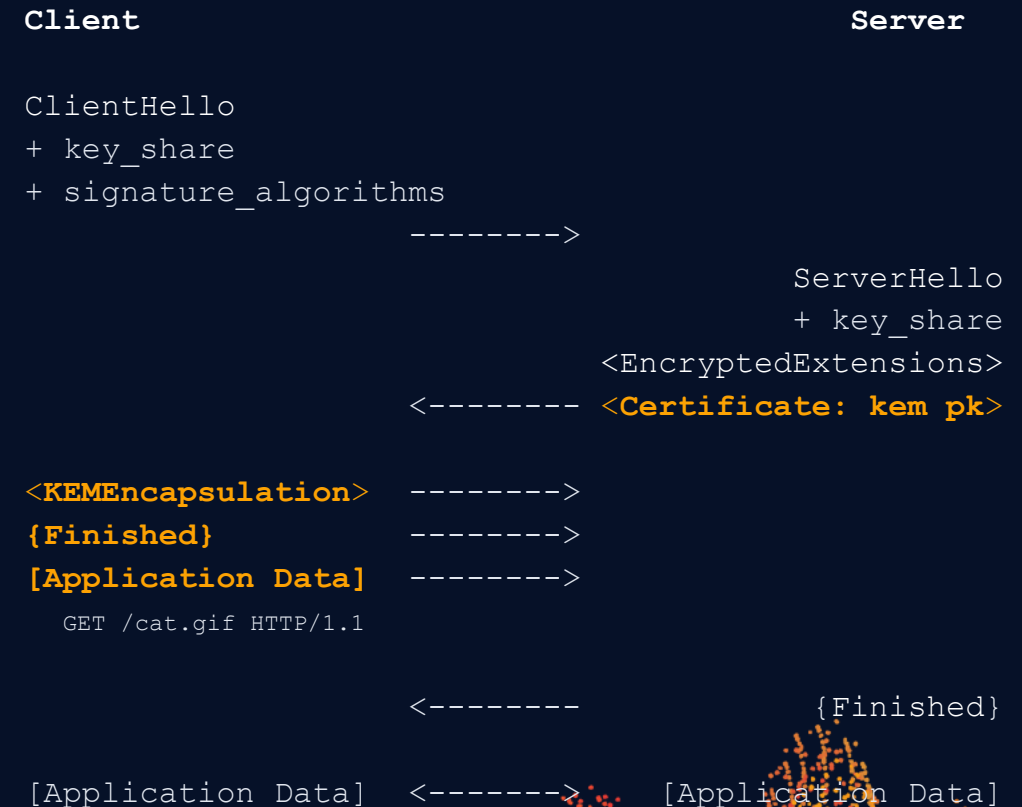 Client Server
ClientHello
+ key_share
+ signature_algorithms
-------->
ServerHello
+ key_share
<EncryptedExtensions>
<-------- <Certificate: kem pk>
<KEMEncapsulation> -------->
{Finished} -------->
[Application Data] -------->
GET /cat.gif HTTP/1.1
<-------- {Finished}
[Application Data] <-------> [Application Data]